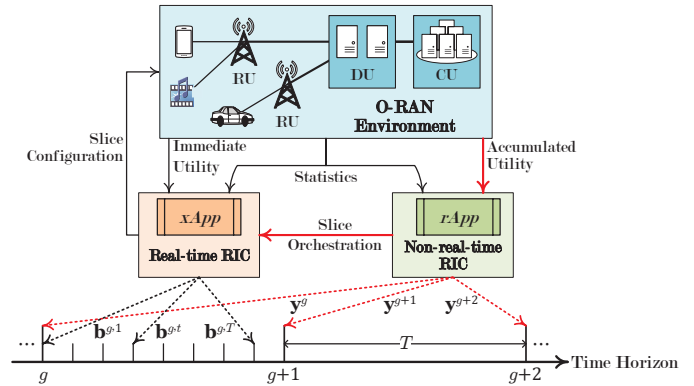 RU
DU
CU
RU
O-RAN
Environment
Slice
Configuration
Immediate
Utility
Accumulated
Utility
Statistics
xApp
Real-time RIC
Slice
Orchestration
rApp
Non-real-time
RIC
y^g
y^{g+1}
y^{g+2}
...
b^{g,1}
b^{g,t}
b^{g,T}
T
...
Time Horizon
g
g+1
g+2